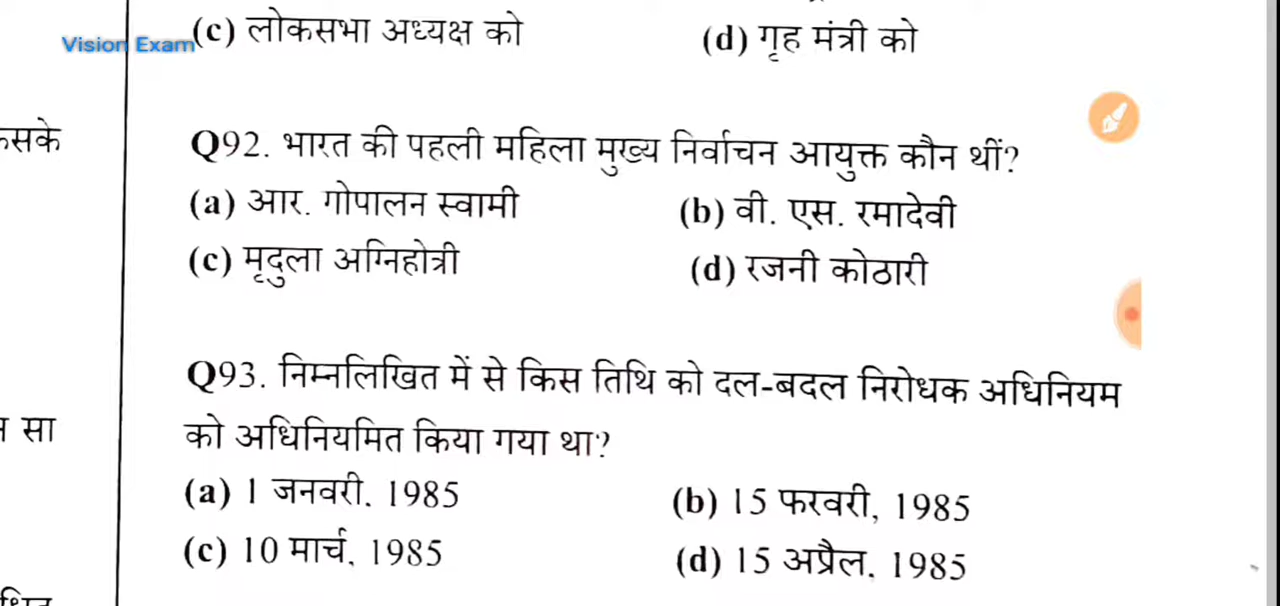 (c) लोकसभा अध्यक्ष को (d) गृह मंत्री को
Vision Exam
Q92. भारत की पहली महिला मुख्य निर्वाचन आयुक्त कौन थीं?
(a) आर. गोपालन स्वामी (b) वी. एस. रमादेवी
(c) मृदुला अग्निहोत्री (d) रजनी कोठारी
Q93. निम्नलिखित में से किस तिथि को दल-बदल निरोधक अधिनियम
को अधिनियमित किया गया था?
(a) 1 जनवरी. 1985 (b) 15 फरवरी, 1985
(c) 10 मार्च. 1985 (d) 15 अप्रैल. 1985
सा